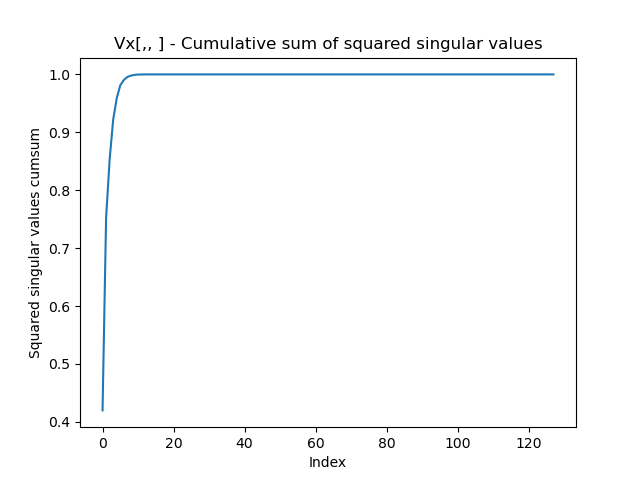 Vx[,, ] - Cumulative sum of squared singular values
1.0
0.9
0.8
0.7
0.6
0.5
0.4
Squared singular values cumsum
0 20 40 60 80 100 120
Index